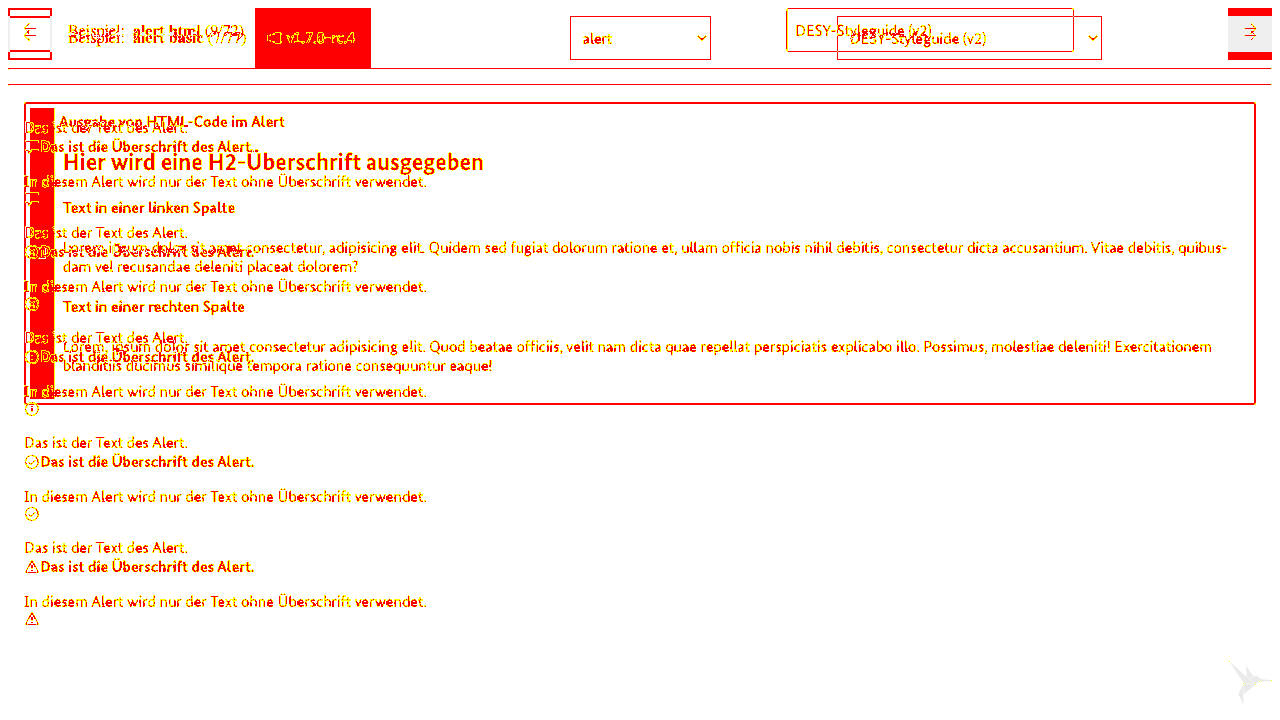 Beispiel: alert html (9/72)
Beispiel: alert basic (7/77)
v1.7.0-rc.4
alert
DESY-Styleguide (v2)
DESY-Styleguide (v2)
Ausgabe von HTML-Code im Alert
Das ist der Text des Alert.
Das ist die Überschrift des Alert.
Hier wird eine H2-Überschrift ausgegeben
In diesem Alert wird nur der Text ohne Überschrift verwendet.
Text in einer linken Spalte
Das ist der Text des Alert.
Lorem ipsum dolor sit amet consectetur, adipisicing elit. Quidem sed fugiat dolorum ratione et, ullam officia nobis nihil debitis, consectetur dicta accusantium. Vitae debitis, quibus-
Das ist die Überschrift des Alert.
dam vel recusandae deleniti placeat dolorem?
In diesem Alert wird nur der Text ohne Überschrift verwendet.
Text in einer rechten Spalte
Das ist der Text des Alert.
Lorem, ipsum dolor sit amet consectetur adipisicing elit. Quod beatae officiis, velit nam dicta quae repellat perspiciatis explicabo illo. Possimus, molestiae deleniti! Exercitationem
Das ist die Überschrift des Alert.
blanditiis ducimus similique tempora ratione consequuntur eaque!
In diesem Alert wird nur der Text ohne Überschrift verwendet.
Das ist der Text des Alert.
Das ist die Überschrift des Alert.
In diesem Alert wird nur der Text ohne Überschrift verwendet.
Das ist der Text des Alert.
Das ist die Überschrift des Alert.
In diesem Alert wird nur der Text ohne Überschrift verwendet.